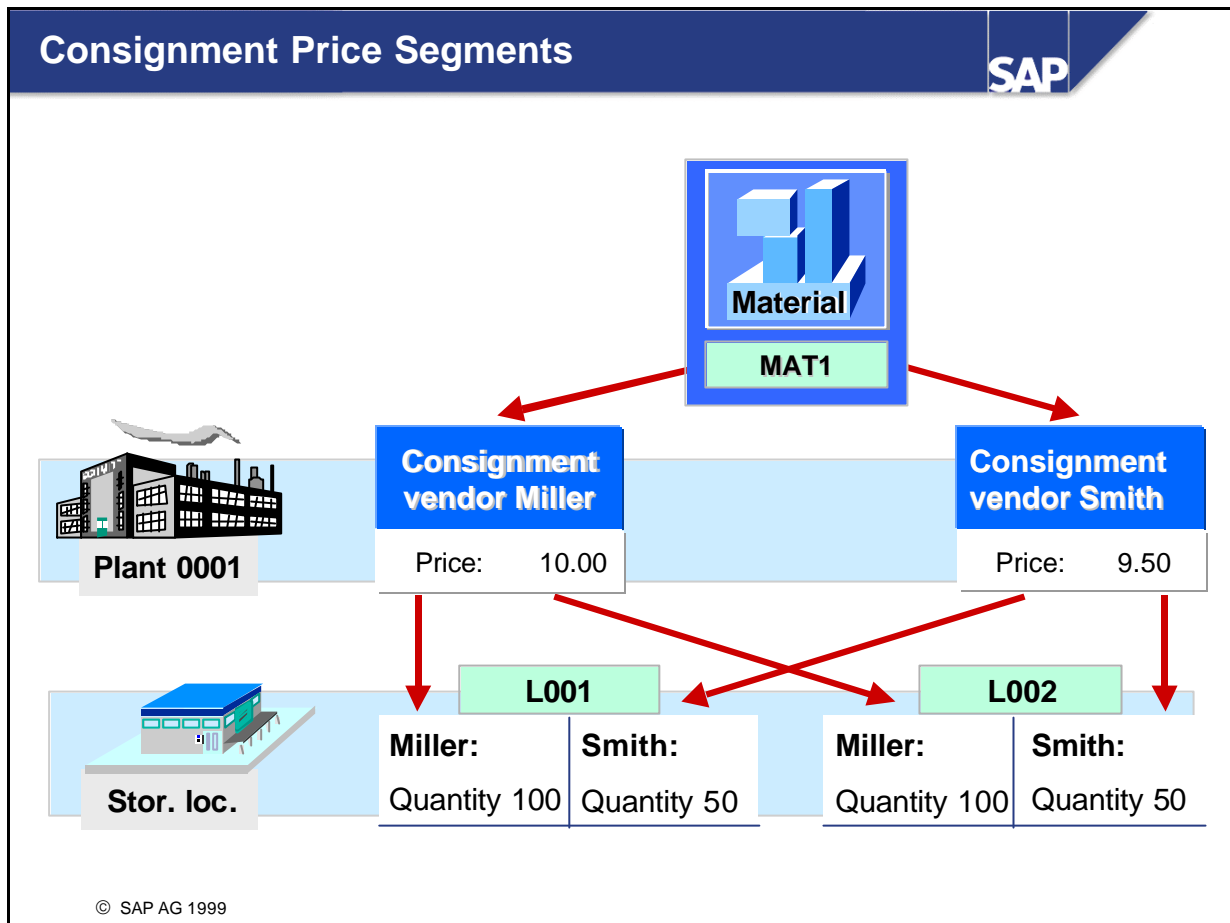 Consignment Price Segments
SAP
Material
MAT1
Consignment
vendor Miller
Price: 10.00
Consignment
vendor Smith
Price: 9.50
Plant 0001
L001
L002
Miller:
Quantity 100
Smith:
Quantity 50
Miller:
Quantity 100
Smith:
Quantity 50
Stor. loc.
© SAP AG 1999